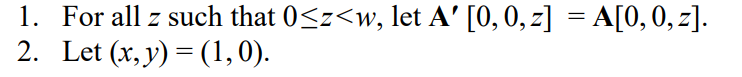 1. For all z such that 0≤z<w, let A′ [0, 0, z] = A[0, 0, z].
2. Let (x, y) = (1, 0).